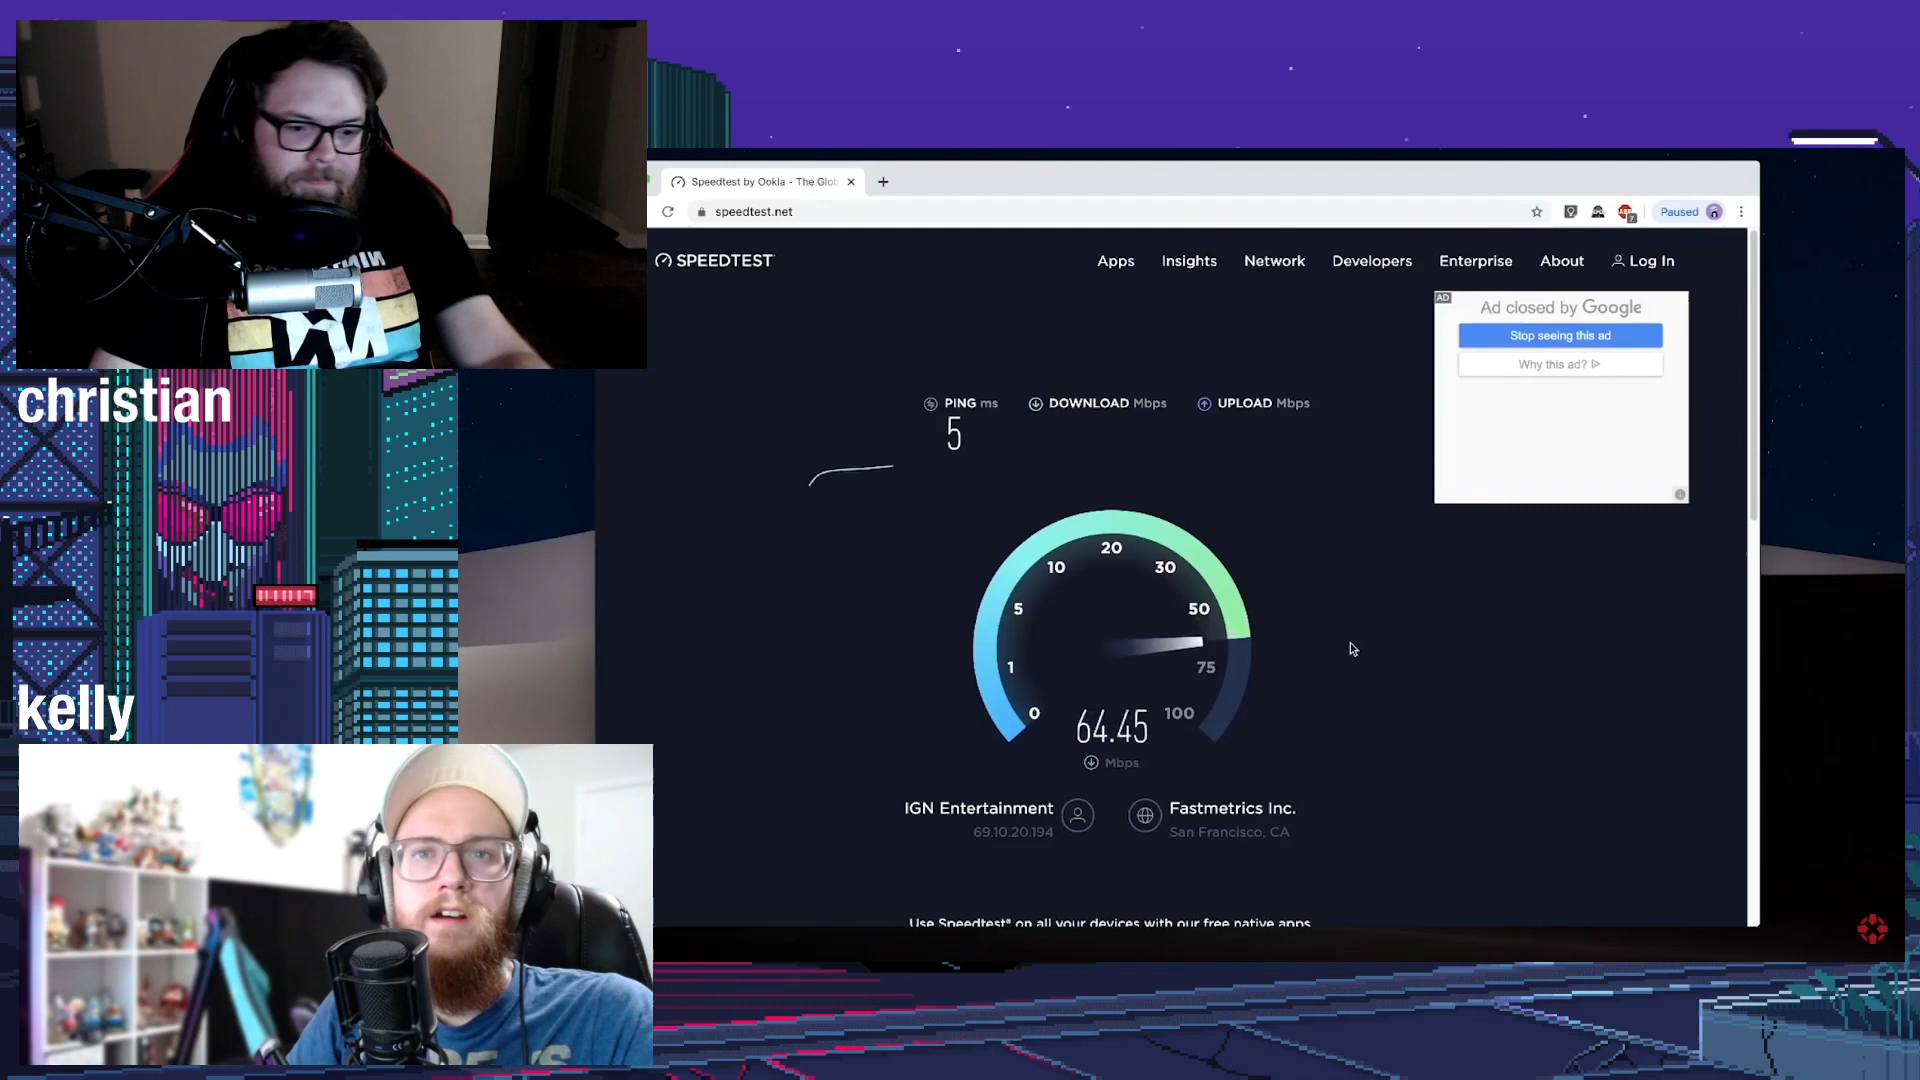 christian
kelly
Speedtest by Ookla - The Glob
speedtest.net
Paused
SPEEDTEST
Apps
Insights
Network
Developers
Enterprise
About
Log In
AD
Ad closed by Google
Stop seeing this ad
Why this ad?
PING ms
DOWNLOAD Mbps
UPLOAD Mbps
5
0
1
5
10
20
30
50
75
100
64.45
Mbps
IGN Entertainment
69.10.20.194
Fastmetrics Inc.
San Francisco, CA
Use Speedtest® on all your devices with our free native apps